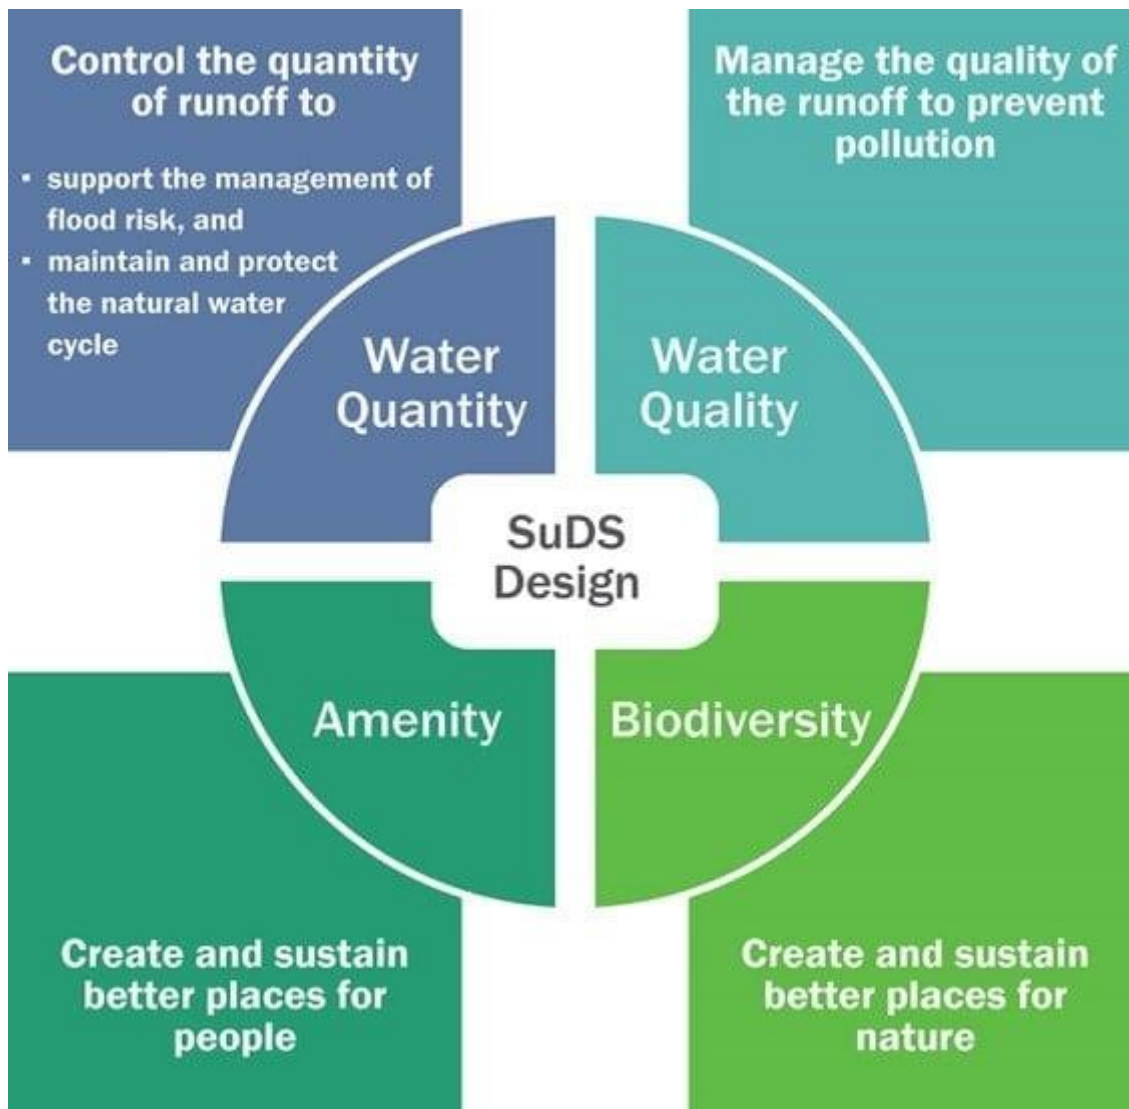 Control the quantity
of runoff to
▪ support the management of
flood risk, and
▪ maintain and protect
the natural water
cycle
Manage the quality of
the runoff to prevent
pollution
Water
Quantity
Water
Quality
SuDS
Design
Amenity
Biodiversity
Create and sustain
better places for
people
Create and sustain
better places for
nature